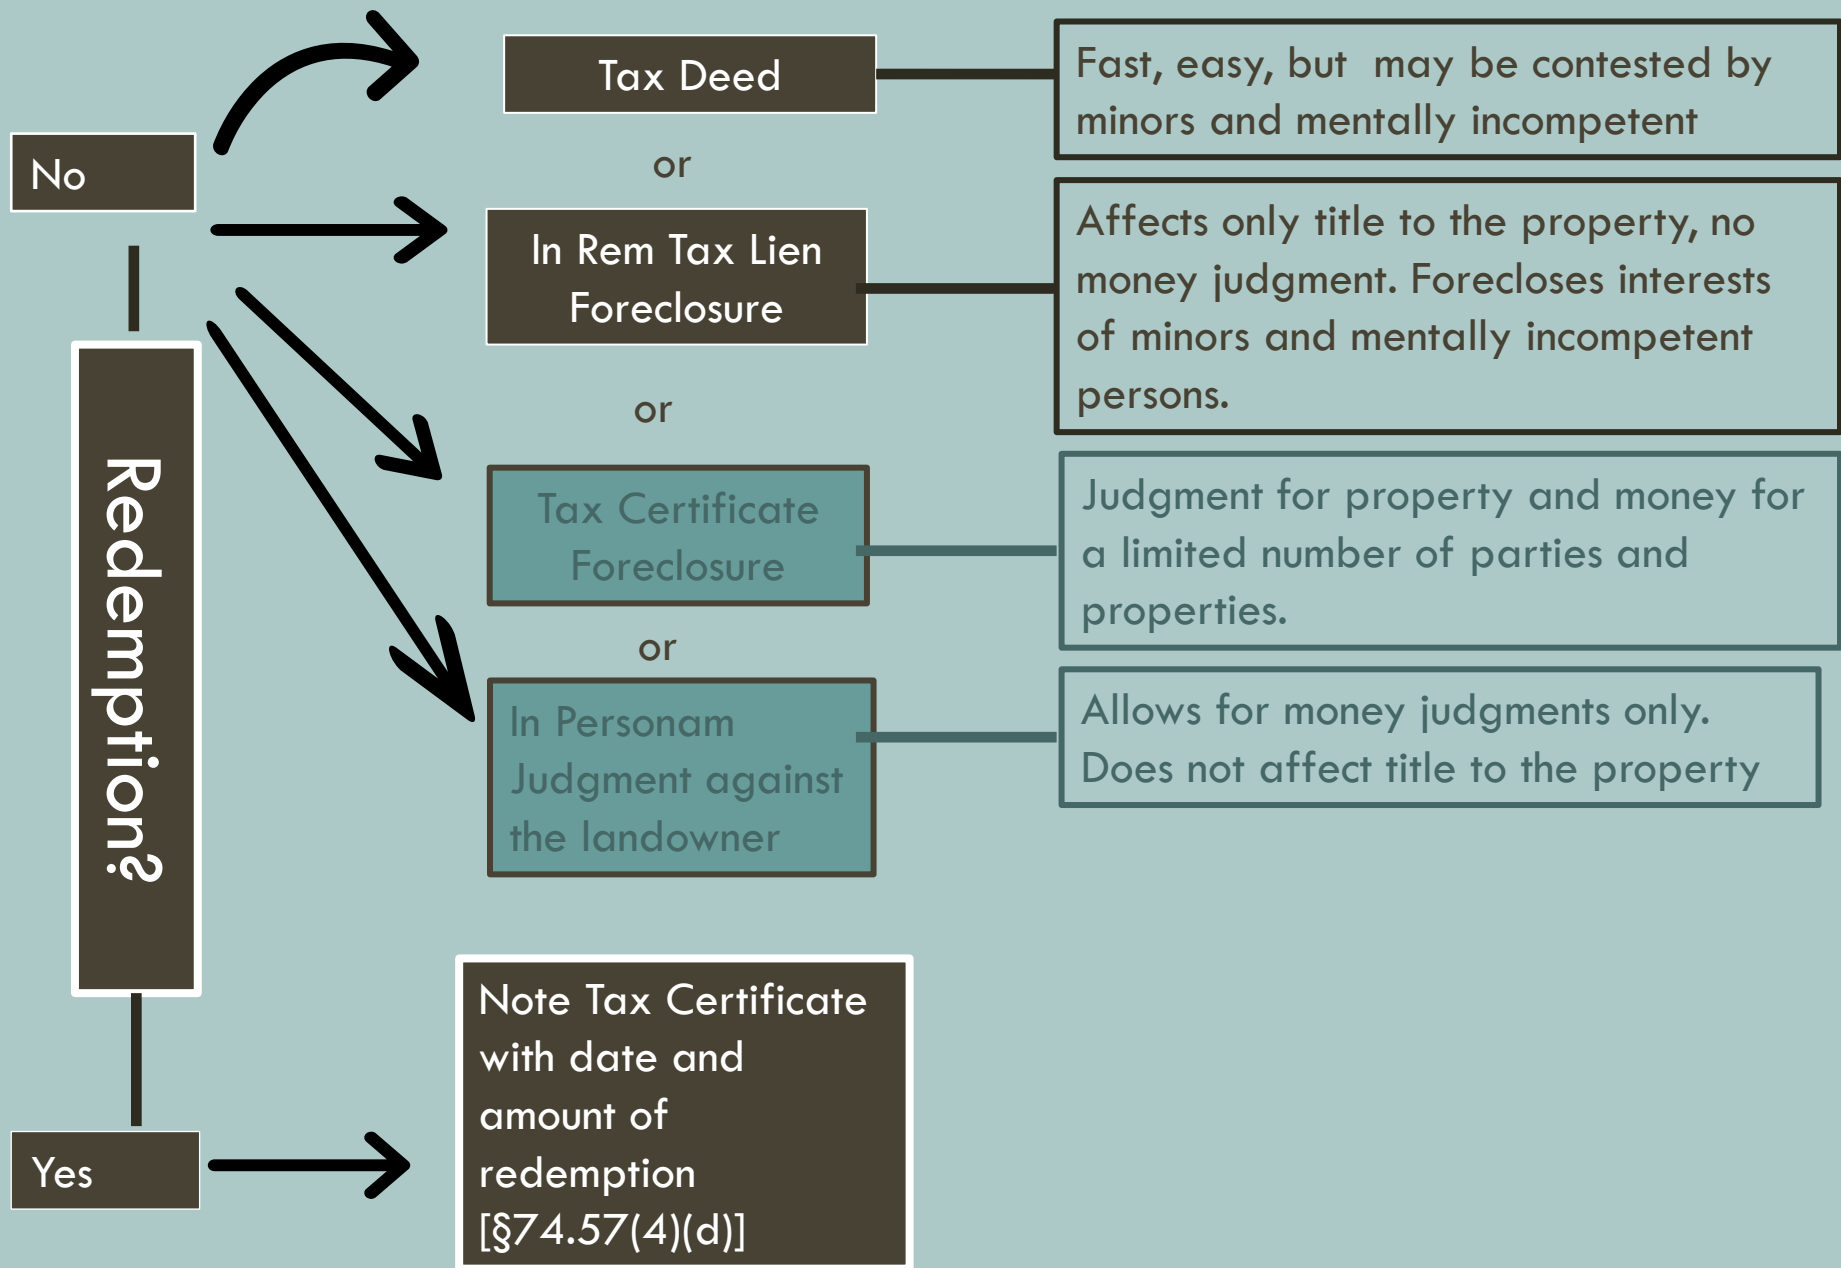 Tax Deed
Fast, easy, but may be contested by
minors and mentally incompetent
No
or
In Rem Tax Lien
Foreclosure
Affects only title to the property, no
money judgment. Forecloses interests
of minors and mentally incompetent
persons.
or
Redemption?
Tax Certificate
Foreclosure
Judgment for property and money for
a limited number of parties and
properties.
or
In Personam
Judgment against
the landowner
Allows for money judgments only.
Does not affect title to the property
Note Tax Certificate
with date and
amount of
redemption
[§74.57(4)(d)]
Yes